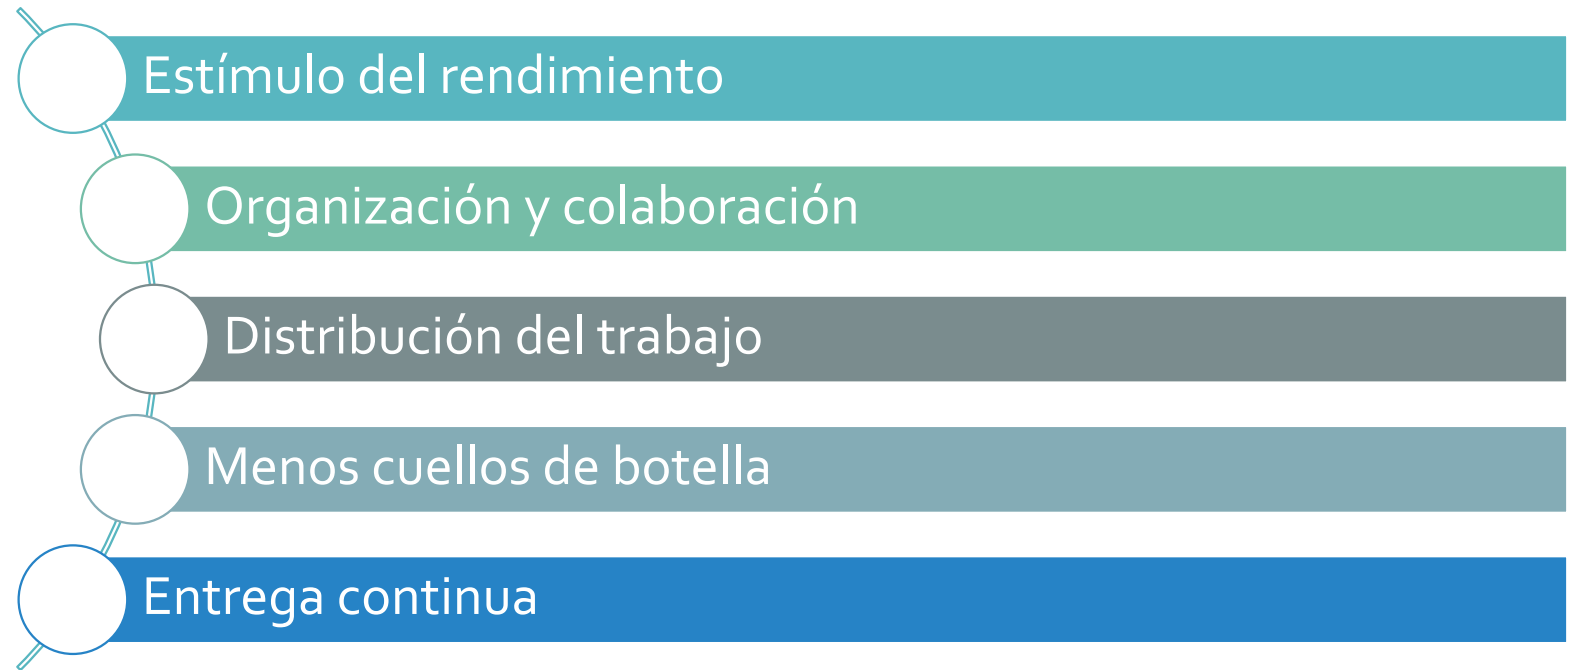 Estímulo del rendimiento
Organización y colaboración
Distribución del trabajo
Menos cuellos de botella
Entrega continua